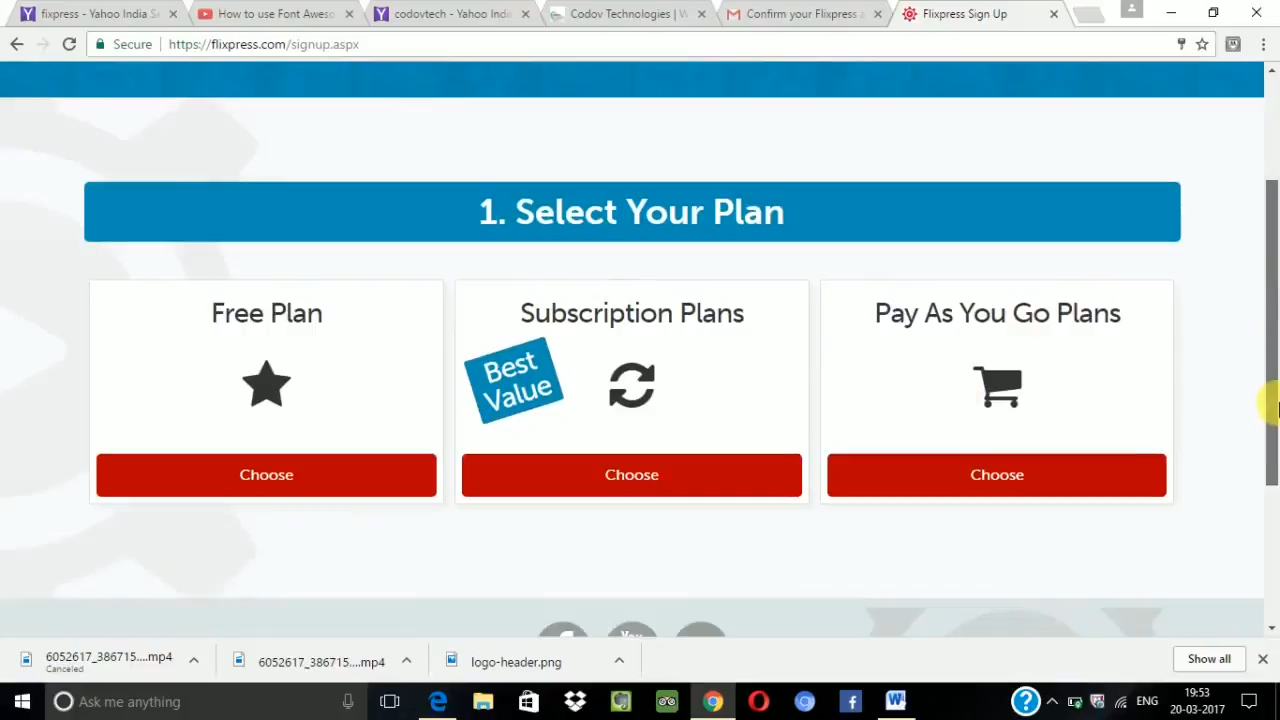 fixpress - Yahoo India Se
How to use Font Aweso
codovtech - Yahoo Indi
Codov Technologies | W
Confirm your Flixpress a
Flixpress Sign Up
Secure
https://flixpress.com/signup.aspx
1. Select Your Plan
Free Plan
Subscription Plans
Pay As You Go Plans
Best
Value
Choose
Choose
Choose
You
6052617_386715....mp4
Canceled
6052617_386715....mp4
logo-header.png
Show all
Ask me anything
ENG
19:53
20-03-2017